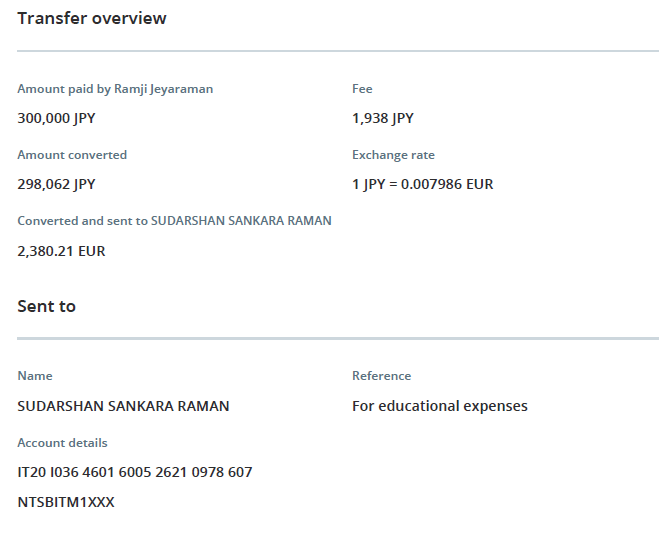 Transfer overview
Amount paid by Ramji Jeyaraman
Fee
300,000 JPY
1,938 JPY
Amount converted
Exchange rate
298,062 JPY
1 JPY = 0.007986 EUR
Converted and sent to SUDARSHAN SANKARA RAMAN
2,380.21 EUR
Sent to
Name
Reference
SUDARSHAN SANKARA RAMAN
For educational expenses
Account details
IT20 I036 4601 6005 2621 0978 607
NTSBITM1XXX